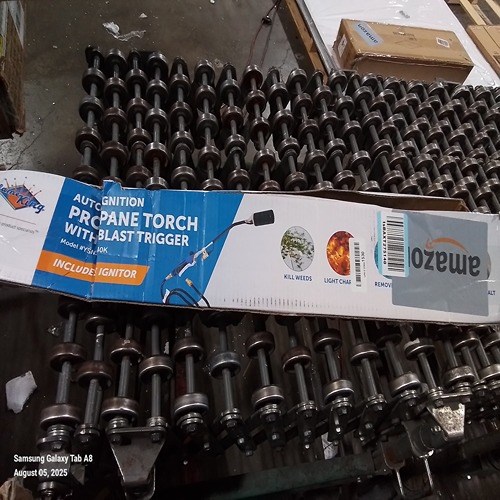 AUTO IGNITION
PROPANE TORCH
WITH BLAST TRIGGER
INCLUDES IGNITOR
KILL WEEDS
LIGHT CHAR
amazon
Samsung Galaxy Tab A8
August 05, 2025